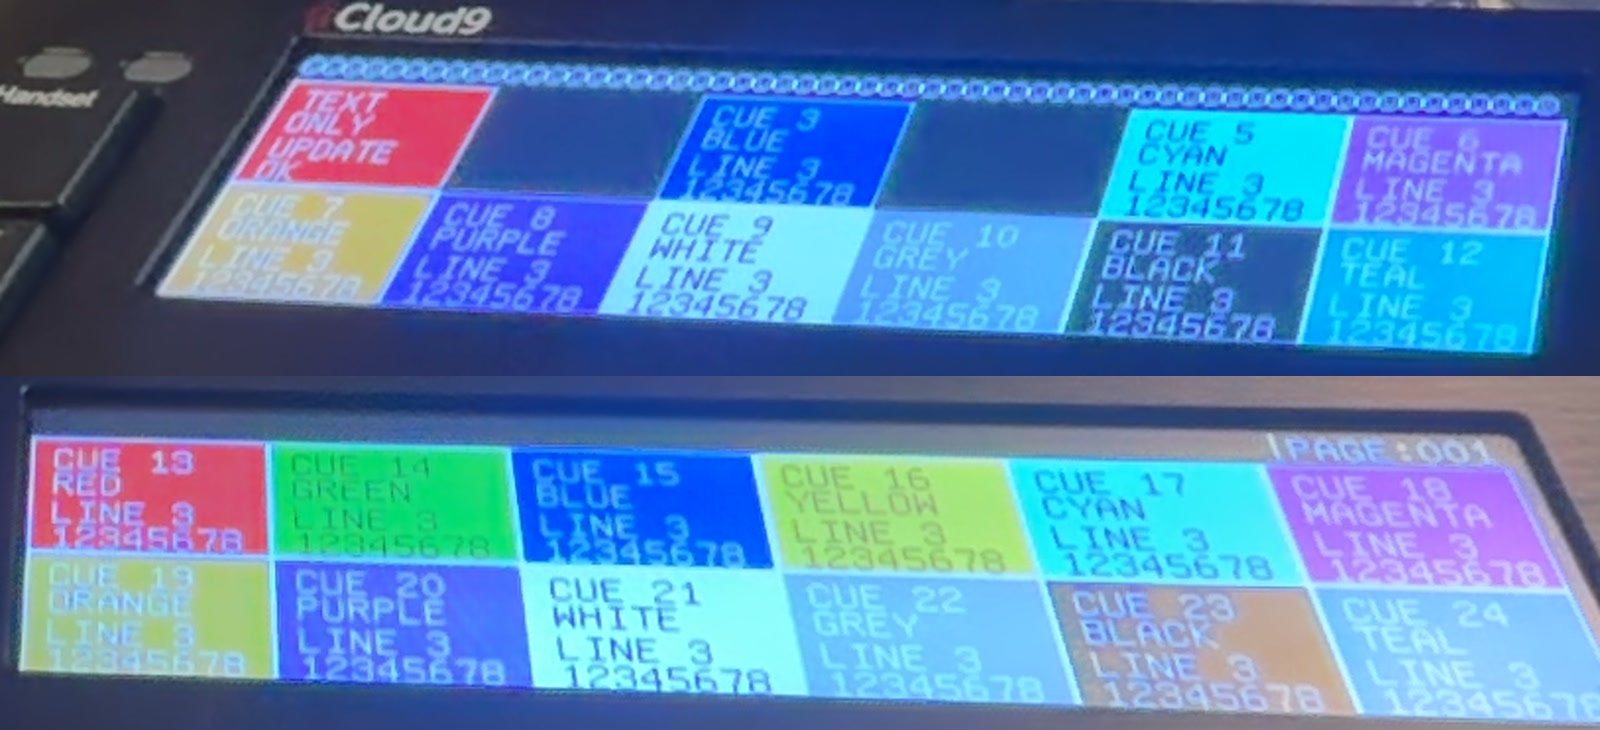 Cloud9
Handset
TEXT
ONLY
UPDATE
OK
CUE 3
BLUE
LINE 3
12345678
CUE 5
CYAN
LINE 3
12345678
CUE 6
MAGENTA
LINE 3
12345678
CUE 7
ORANGE
LINE 3
12345678
CUE 8
PURPLE
LINE 3
12345678
CUE 9
WHITE
LINE 3
12345678
CUE 10
GREY
LINE 3
12345678
CUE 11
BLACK
LINE 3
12345678
CUE 12
TEAL
LINE 3
12345678
PAGE:001
CUE 13
RED
LINE 3
12345678
CUE 14
GREEN
LINE 3
12345678
CUE 15
BLUE
LINE 3
12345678
CUE 16
YELLOW
LINE 3
12345678
CUE 17
CYAN
LINE 3
12345678
CUE 18
MAGENTA
LINE 3
12345678
CUE 19
ORANGE
LINE 3
12345678
CUE 20
PURPLE
LINE 3
12345678
CUE 21
WHITE
LINE 3
12345678
CUE 22
GREY
LINE 3
12345678
CUE 23
BLACK
LINE 3
12345678
CUE 24
TEAL
LINE 3
12345678